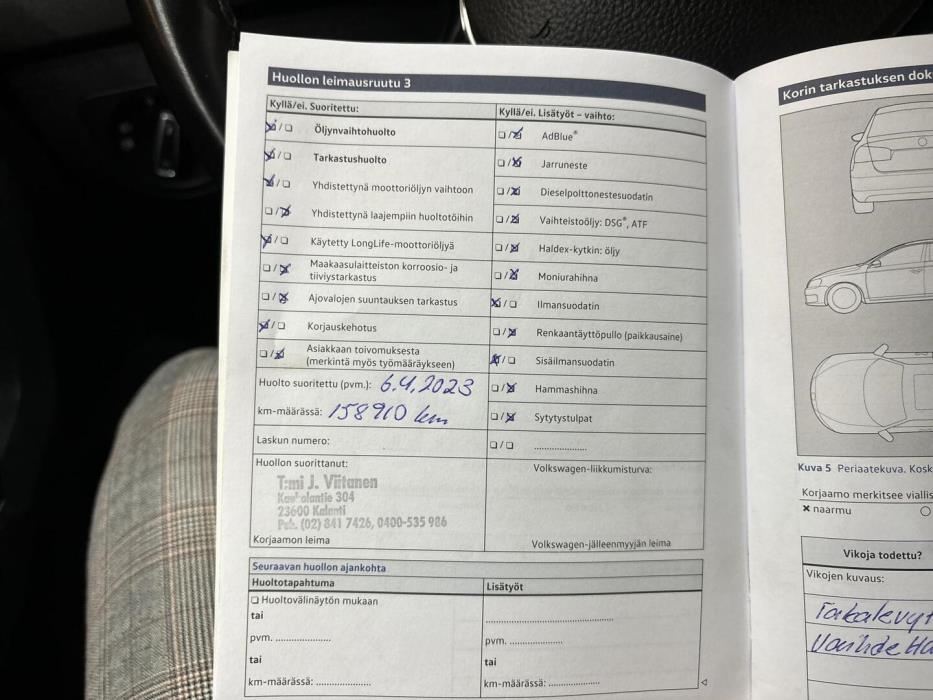 Huollon leimausruutu 3
Kyllä/ei. Suoritettu:
☒/☐ Öljynvaihtohuolto
☒/☐ Tarkastushuolto
☒/☐ Yhdistettynä moottoriöljyn vaihtoon
☐/☒ Yhdistettynä laajempiin huoltotöihin
☒/☐ Käytetty LongLife-moottoriöljyä
☐/☒ Maakaasulaitteiston korroosio- ja
tiiviystarkastus
☐/☒ Ajovalojen suuntauksen tarkastus
☒/☐ Korjauskehotus
☐/☒ Asiakkaan toivomuksesta
(merkintä myös työmääräykseen)
Huolto suoritettu (pvm.): 6.4.2023
km-määrässä: 158910 km
Laskun numero:
Huollon suorittanut:
T:mi J. Viitanen
304
23600 Kalanti
Puh. (02) 841 7426, 0400-535 986
Korjaamon leima
Kyllä/ei. Lisätyöt – vaihto:
☐/☒ AdBlue®
☐/☒ Jarruneste
☐/☒ Dieselpolttonestesuodatin
☐/☒ Vaihteistoöljy: DSG®, ATF
☐/☒ Haldex-kytkin: öljy
☐/☒ Moniurahihna
☒/☐ Ilmansuodatin
☐/☒ Renkaantäyttöpullo (paikkausaine)
☒/☐ Sisäilmansuodatin
☐/☒ Hammashihna
☐/☒ Sytytystulpat
☐/☐ ......................
Volkswagen-liikkumisturva:
Volkswagen-jälleenmyyjän leima
Seuraavan huollon ajankohta
Huoltotapahtuma
☐ Huoltovälinäytön mukaan
tai
pvm. ......................
tai
km-määrässä: ......................
Lisätyöt
......................
pvm. ......................
tai
km-määrässä: ......................
Korin tarkastuksen dok
Kuva 5 Periaatekuva. Kosk
Korjaamo merkitsee viallis
× naarmu ○
Vikoja todettu?
Vikojen kuvaus:
Takalevyt